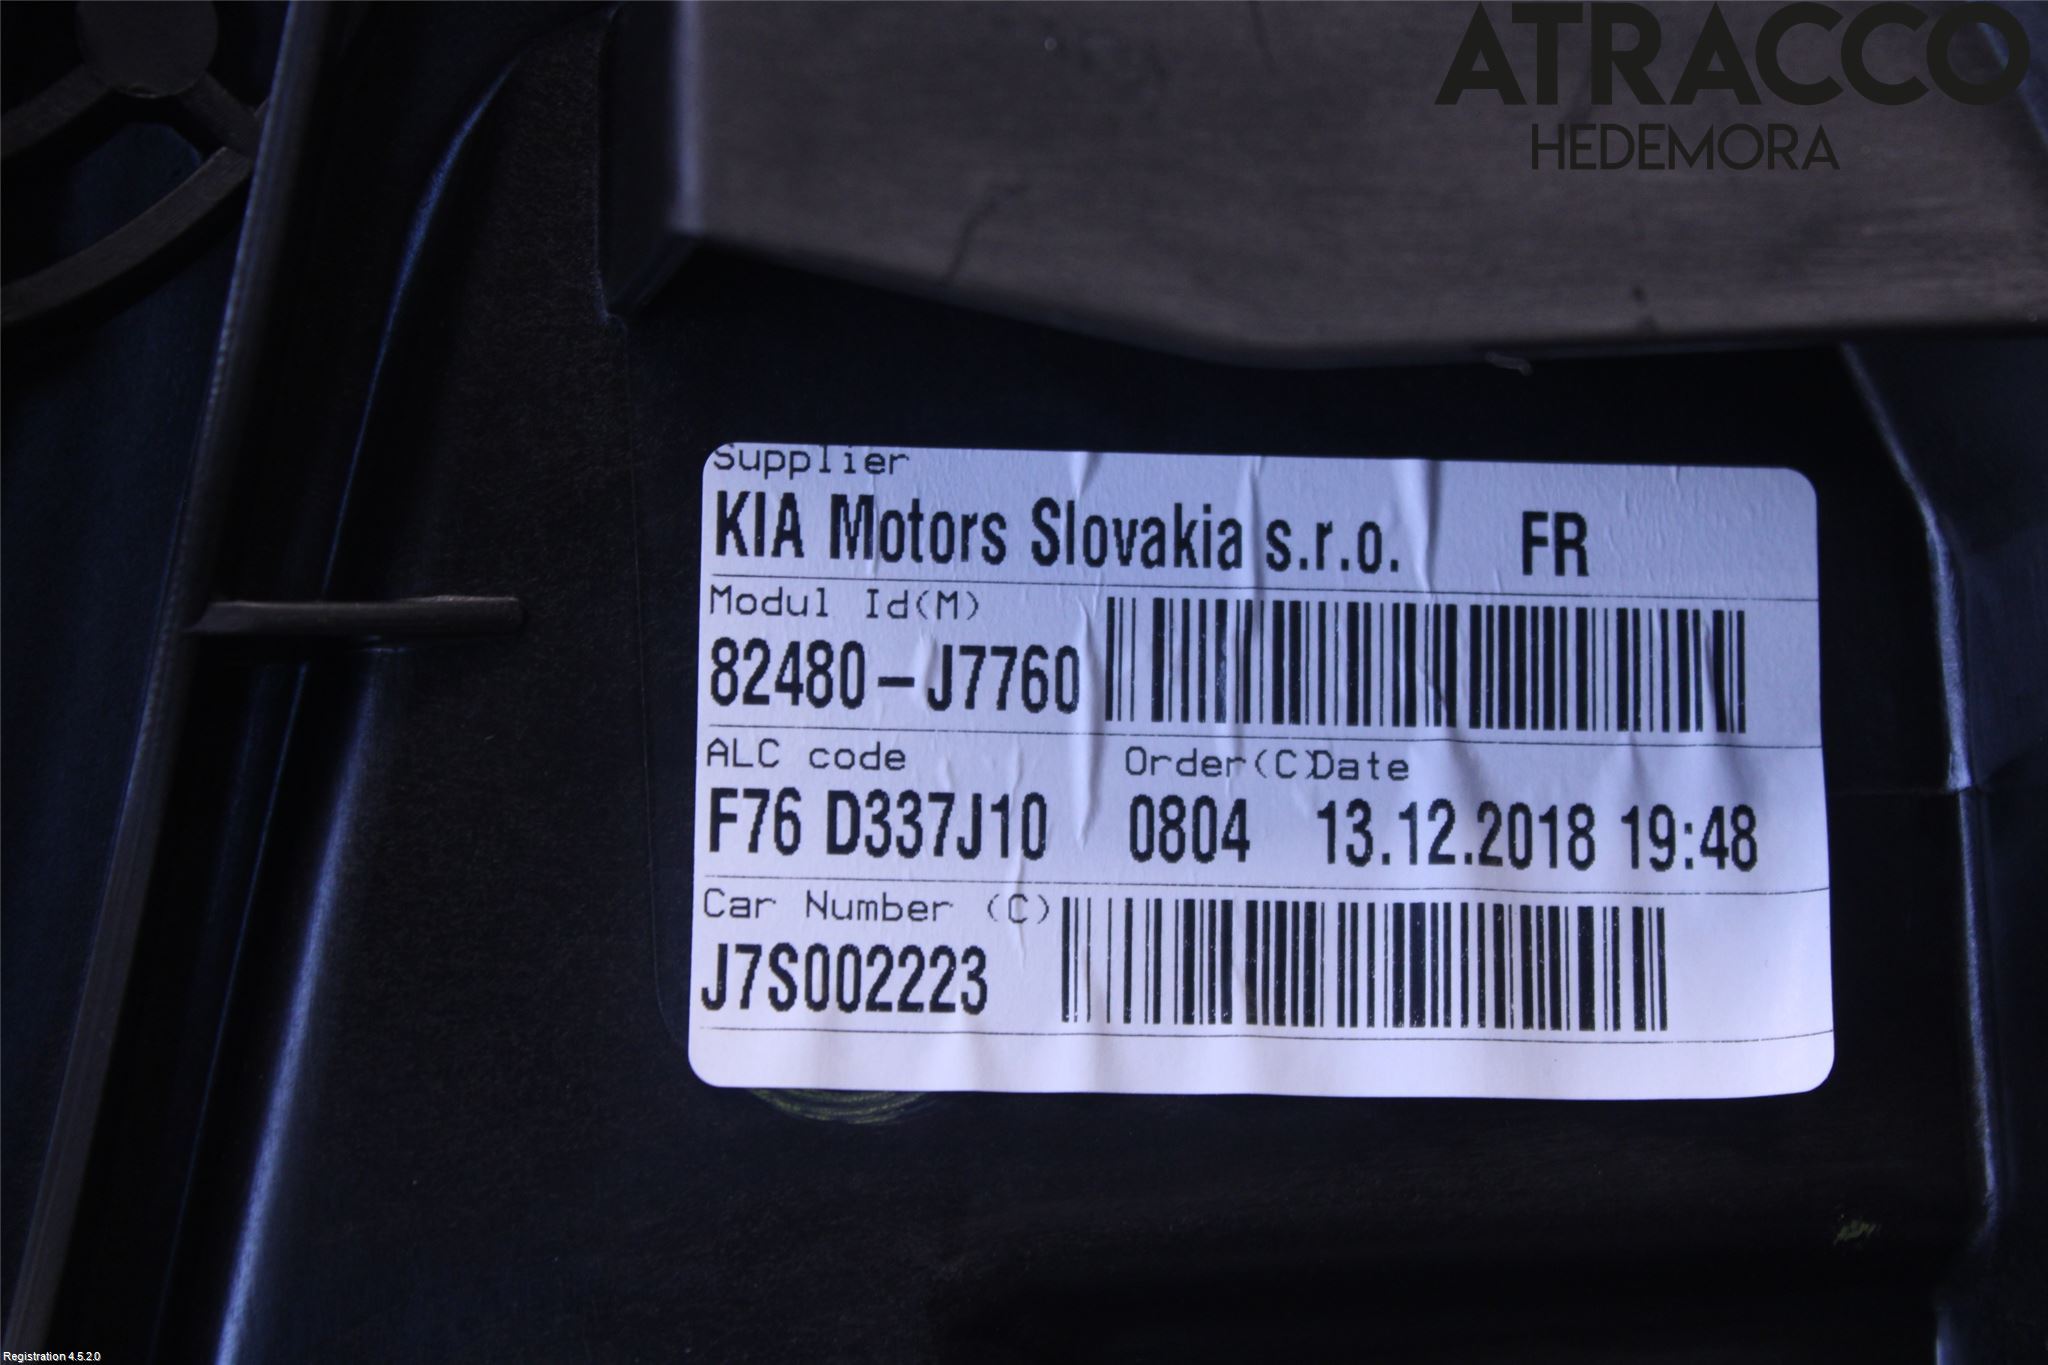 ATRACCO
HEDEMORA
Supplier
KIA Motors Slovakia s.r.o. FR
Modul Id(M)
82480-J7760
ALC code Order(C)Date
F76 D337J10 0804 13.12.2018 19:48
Car Number (C)
J7S002223
Registration 4.5.2.0